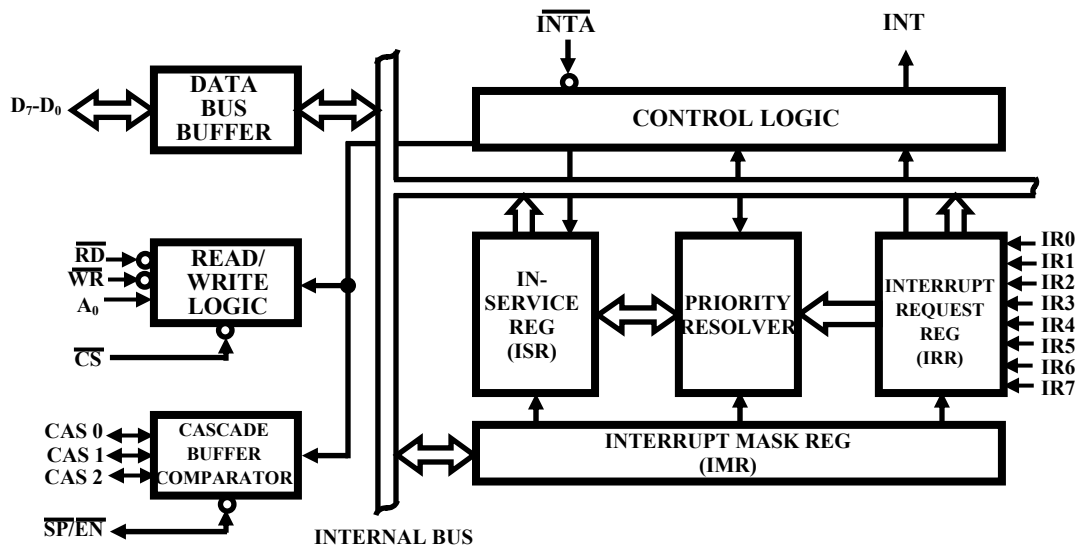 INTA
INT
DATA
BUS
BUFFER
D₇-D₀
CONTROL LOGIC
RD
WR
A₀
READ/
WRITE
LOGIC
CS
IN-
SERVICE
REG
(ISR)
PRIORITY
RESOLVER
INTERRUPT
REQUEST
REG
(IRR)
IR0
IR1
IR2
IR3
IR4
IR5
IR6
IR7
CAS 0
CAS 1
CAS 2
CASCADE
BUFFER
COMPARATOR
SP/EN
INTERRUPT MASK REG
(IMR)
INTERNAL BUS